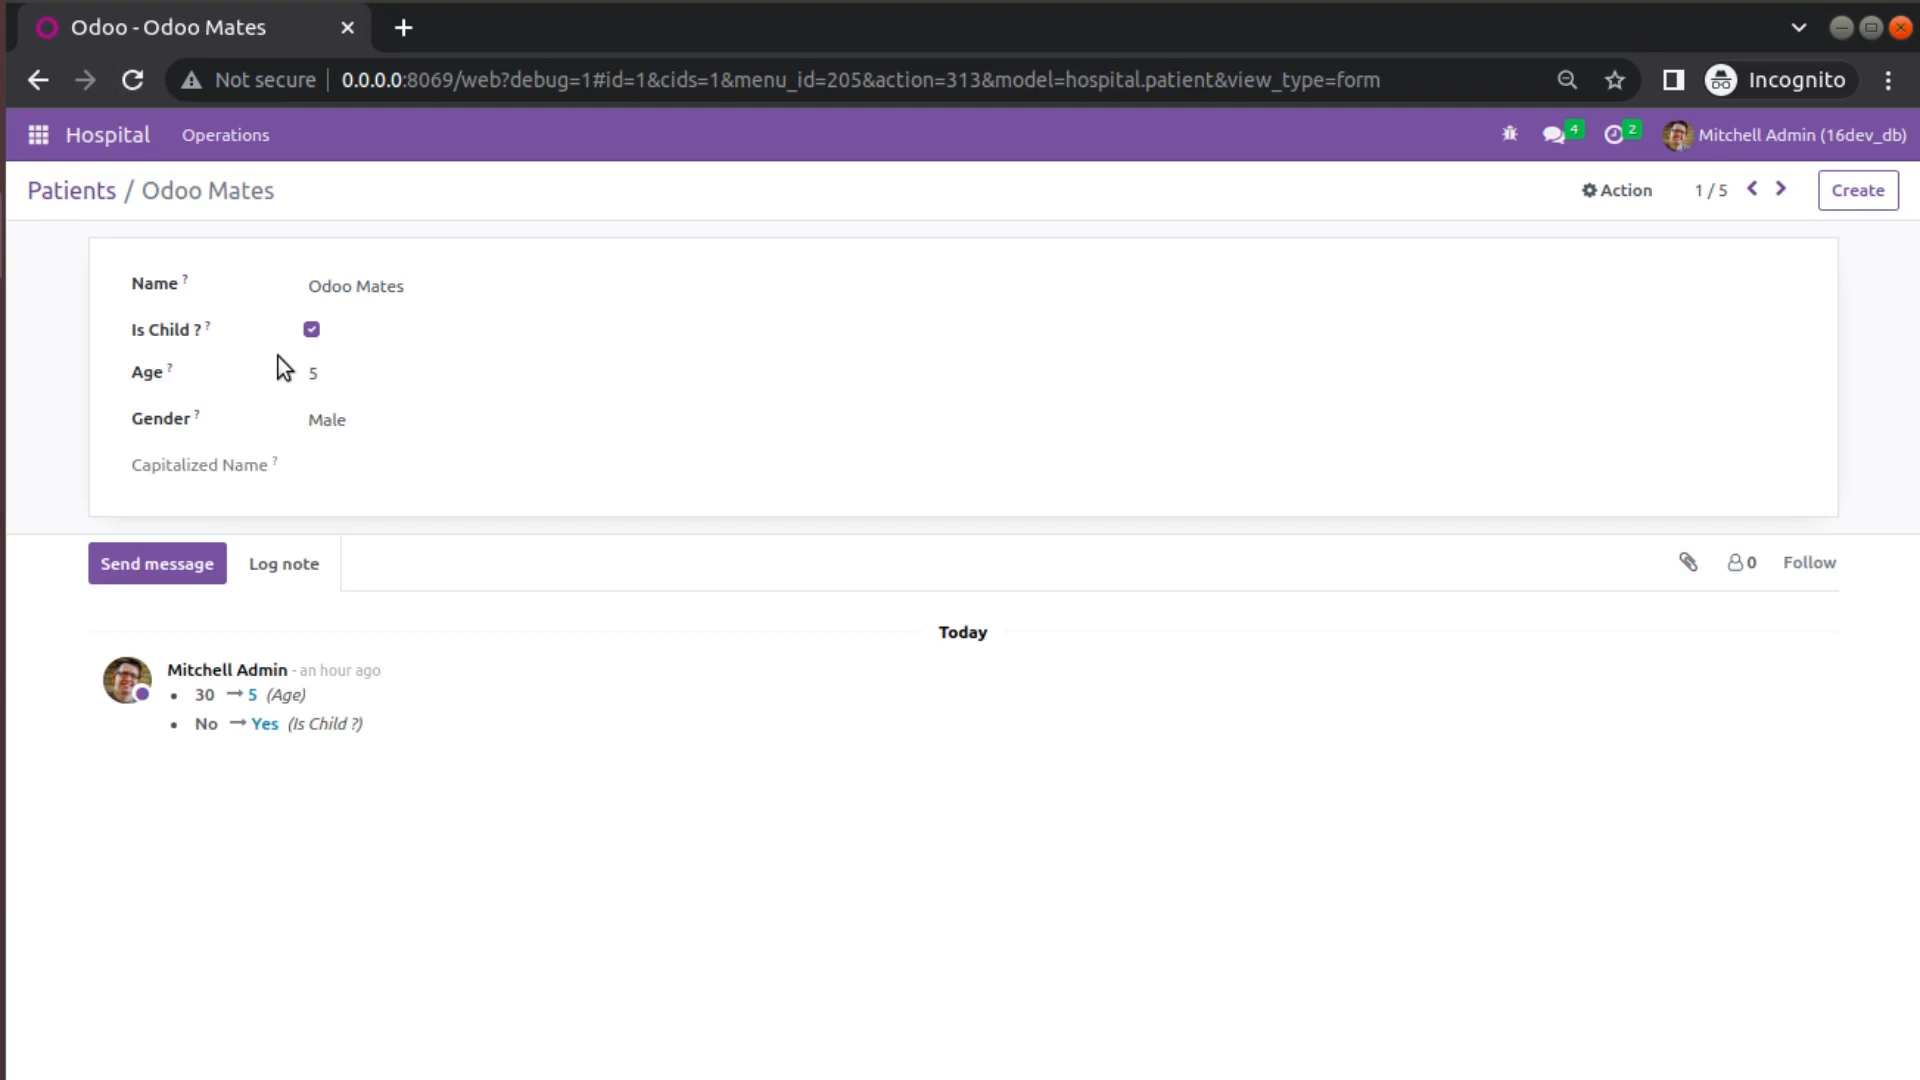 Odoo - Odoo Mates
Not secure 0.0.0.0:8069/web?debug=1#id=1&cids=1&menu_id=205&action=313&model=hospital.patient&view_type=form Incognito
Hospital Operations 4 2 Mitchell Admin (16dev_db)
Patients / Odoo Mates Action 1 / 5 Create
Name ? Odoo Mates
Is Child ? ?
Age ? 5
Gender ? Male
Capitalized Name ?
Send message Log note 0 Follow
Today
Mitchell Admin - an hour ago
• 30 → 5 (Age)
• No → Yes (Is Child ?)